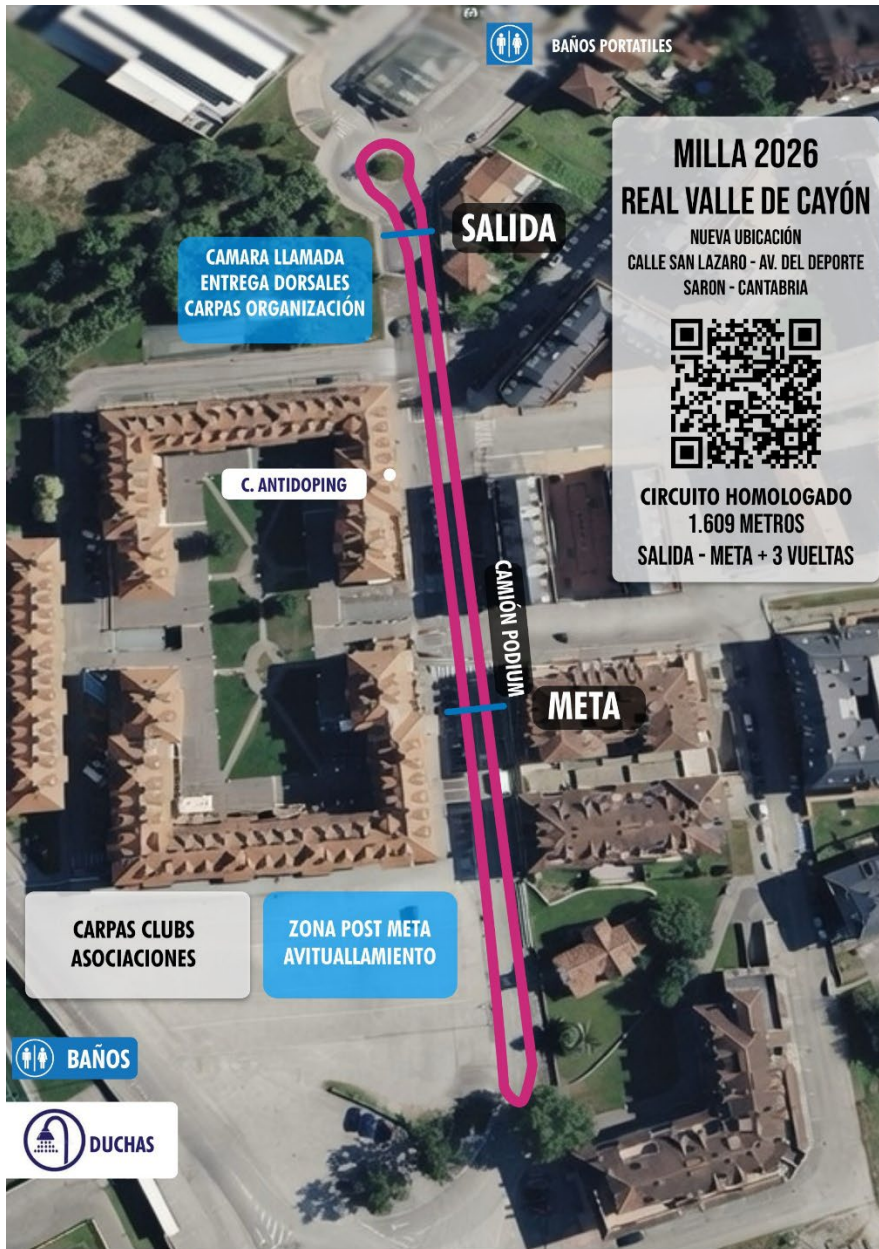 BAÑOS PORTATILES
MILLA 2026
REAL VALLE DE CAYÓN
NUEVA UBICACIÓN
CALLE SAN LAZARO - AV. DEL DEPORTE
SARON - CANTABRIA
SALIDA
CAMARA LLAMADA
ENTREGA DORSALES
CARPAS ORGANIZACIÓN
C. ANTIDOPING
CIRCUITO HOMOLOGADO
1.609 METROS
SALIDA - META + 3 VUELTAS
CAMIÓN PODIUM
META
CARPAS CLUBS
ASOCIACIONES
ZONA POST META
AVITUALLAMIENTO
BAÑOS
DUCHAS